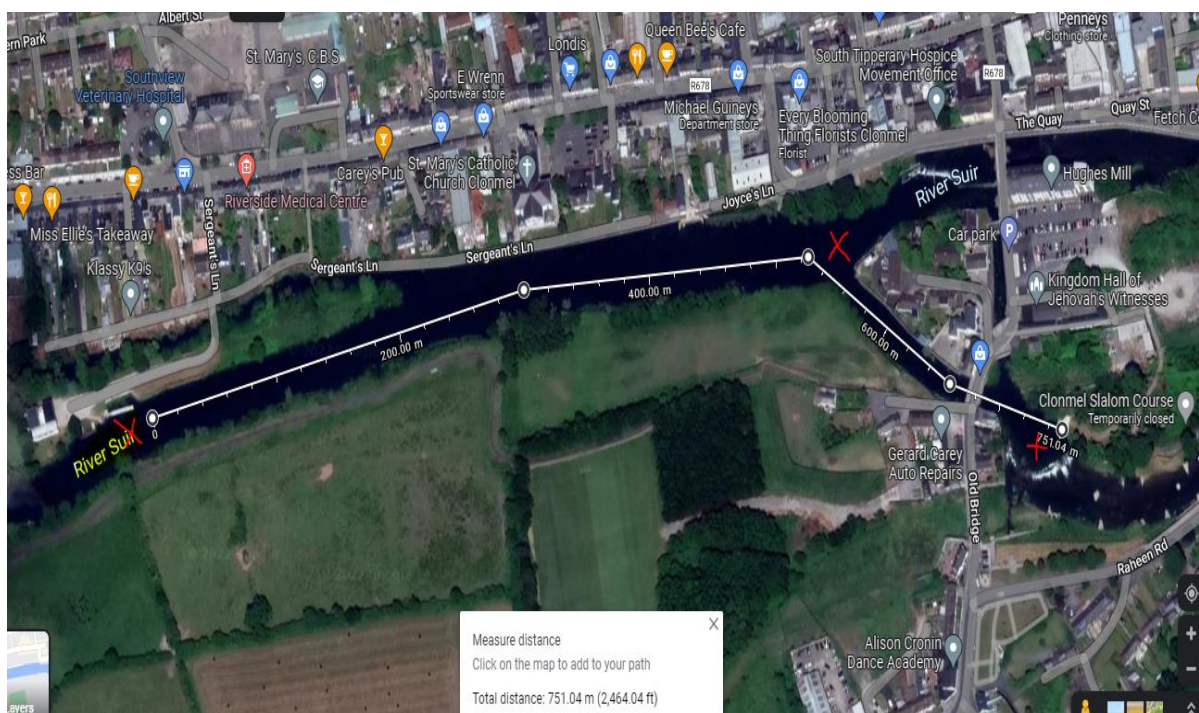 Albert St
ern Park
St. Mary's, C.B.S
Southview
Veterinary Hospital
Londis
Queen Bee's Cafe
E Wrenn
Sportswear store
R678
Michael Guineys
Department store
South Tipperary Hospice
Movement Office
Every Blooming
Thing Florists Clonmel
Florist
Penneys
Clothing store
R678
Quay St
The Quay
Fetch Co
ess Bar
Carey's Pub
St. Mary's Catholic
Church Clonmel
Riverside Medical Centre
Miss Ellie's Takeaway
Sergeant's Ln
Klassy K9's
Sergeant's Ln
Sergeant's Ln
Joyce's Ln
River Suir
Hughes Mill
Car park
Kingdom Hall of
Jehovah's Witnesses
200.00 m
400.00 m
600.00 m
751.04 m
0
River Suir
Clonmel Slalom Course
Temporarily closed
Gerard Carey
Auto Repairs
Old Bridge
Raheen Rd
Alison Cronin
Dance Academy
Measure distance
Click on the map to add to your path
Total distance: 751.04 m (2,464.04 ft)
ayers